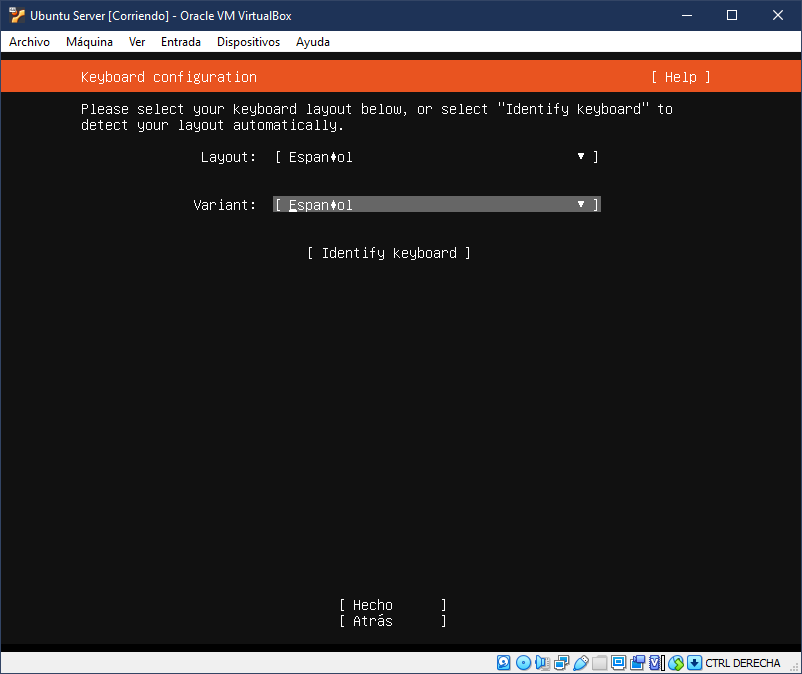 Ubuntu Server [Corriendo] - Oracle VM VirtualBox
Archivo Máquina Ver Entrada Dispositivos Ayuda
Keyboard configuration [ Help ]
Please select your keyboard layout below, or select "Identify keyboard" to
detect your layout automatically.
Layout: [ Espan♦ol ▼ ]
Variant: [ Espan♦ol ▼ ]
[ Identify keyboard ]
[ Hecho ]
[ Atrás ]
CTRL DERECHA